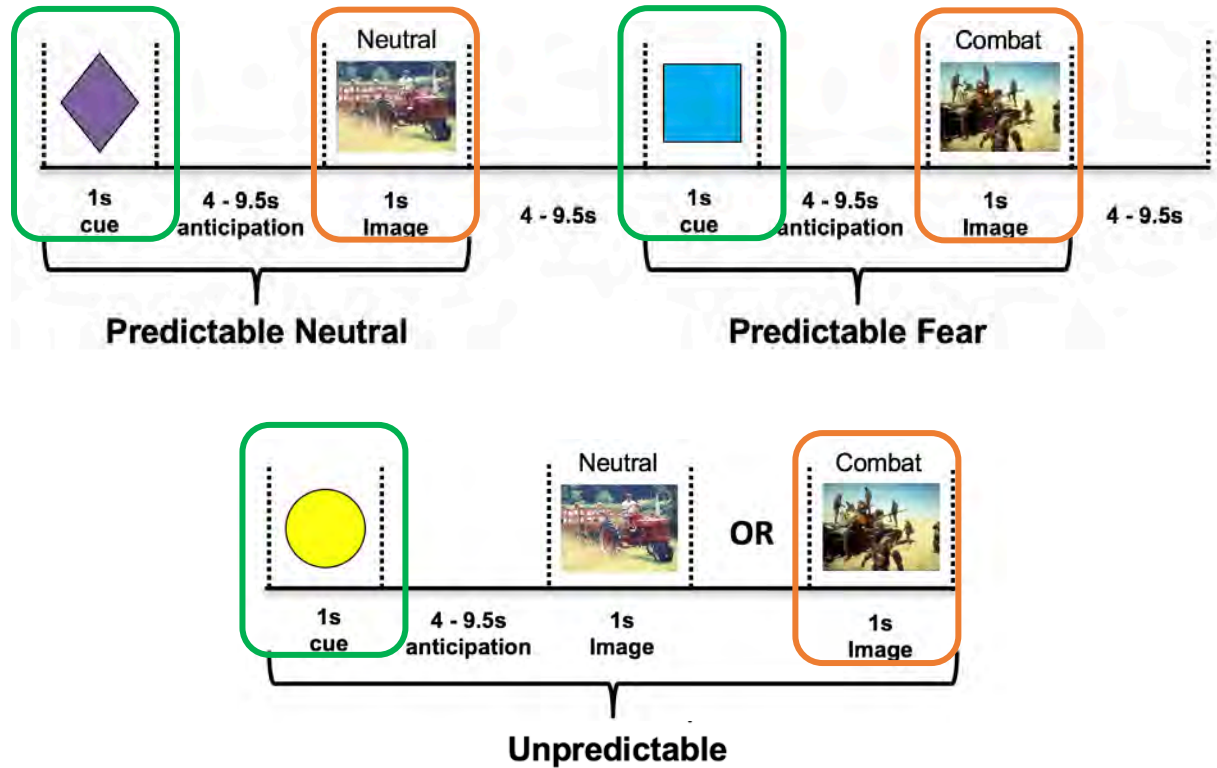 Neutral
Combat
1s
cue
4 - 9.5s
anticipation
1s
Image
4 - 9.5s
1s
cue
4 - 9.5s
anticipation
1s
Image
4 - 9.5s
Predictable Neutral
Predictable Fear
Neutral
Combat
OR
1s
cue
4 - 9.5s
anticipation
1s
Image
1s
Image
Unpredictable